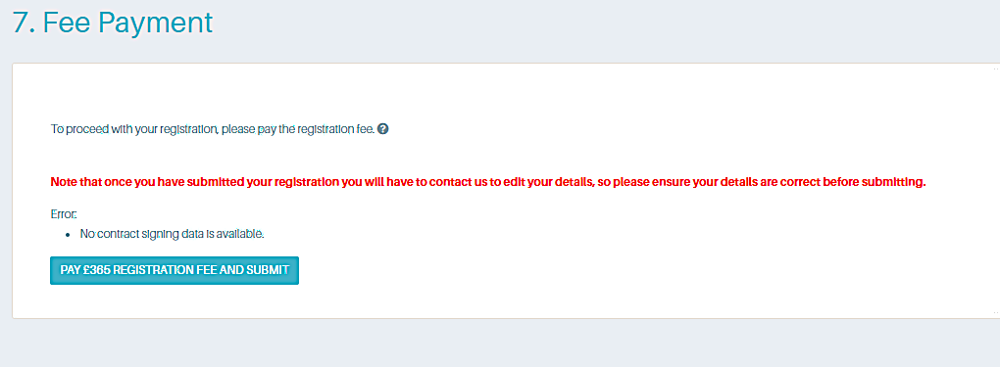 7. Fee Payment
To proceed with your registration, please pay the registration fee. ?
Note that once you have submitted your registration you will have to contact us to edit your details, so please ensure your details are correct before submitting.
Error:
• No contract signing data is available.
PAY £365 REGISTRATION FEE AND SUBMIT